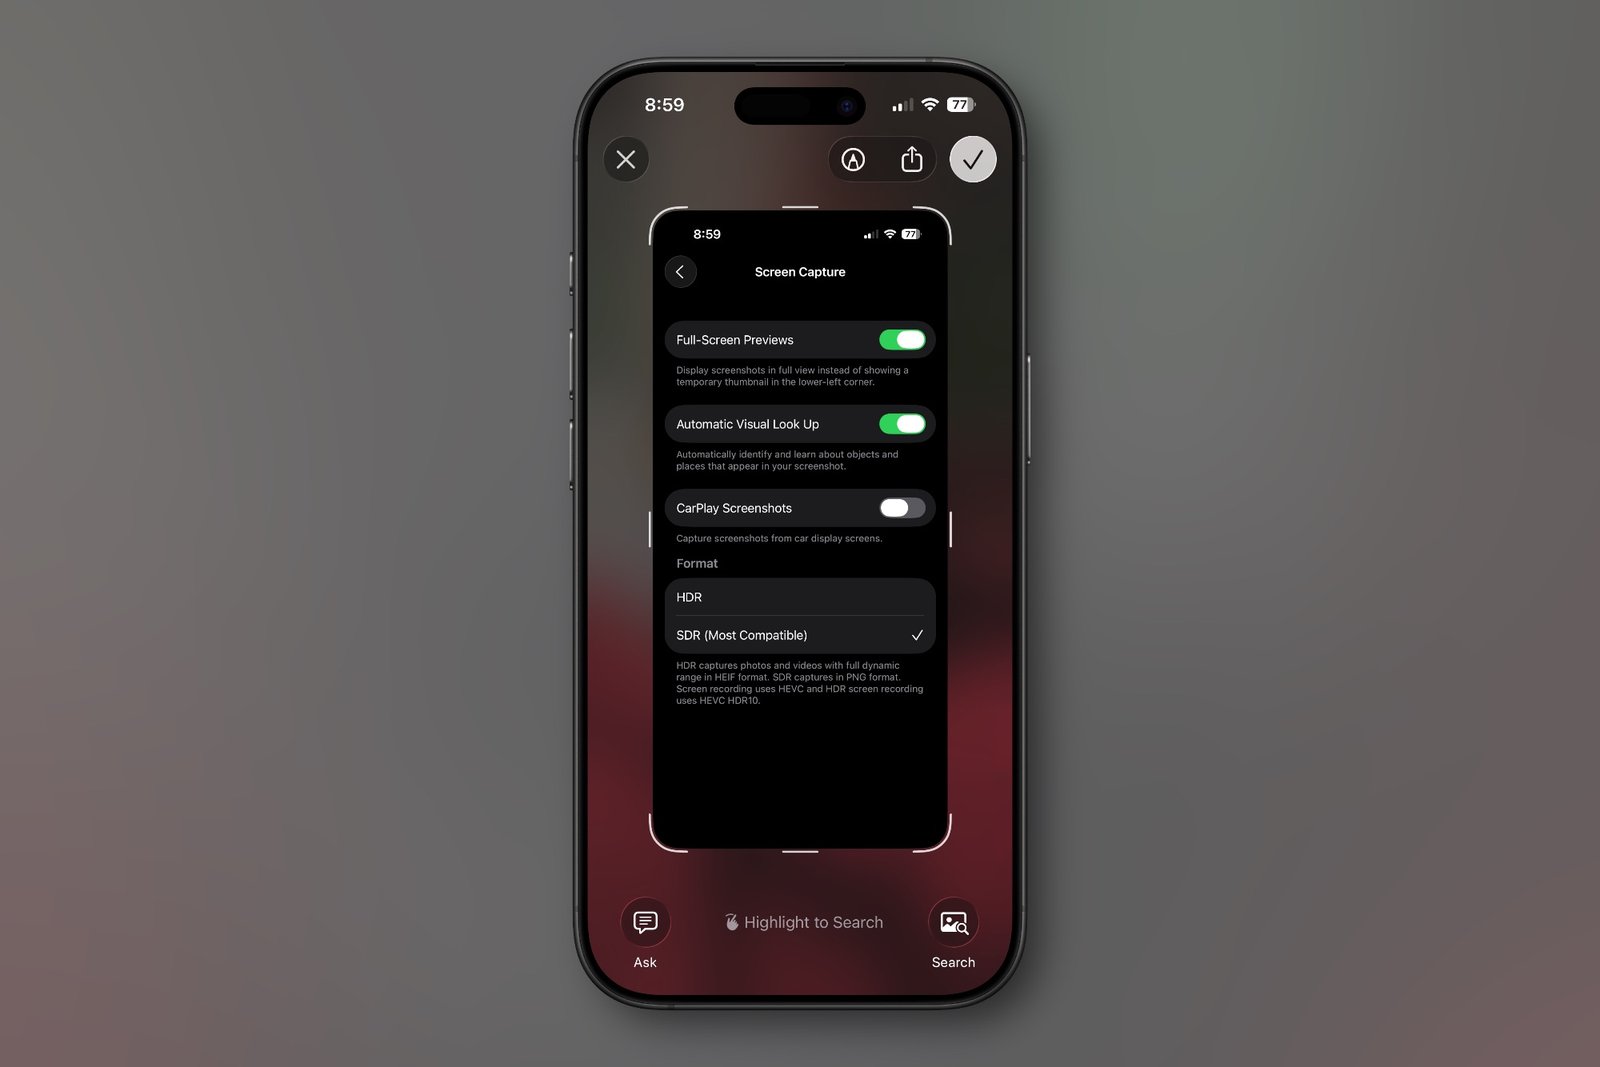 8:59
77
8:59
77
Screen Capture
Full-Screen Previews
Display screenshots in full view instead of showing a
temporary thumbnail in the lower-left corner.
Automatic Visual Look Up
Automatically identify and learn about objects and
places that appear in your screenshot.
CarPlay Screenshots
Capture screenshots from car display screens.
Format
HDR
SDR (Most Compatible)
HDR captures photos and videos with full dynamic
range in HEIF format. SDR captures in PNG format.
Screen recording uses HEVC and HDR screen recording
uses HEVC HDR10.
Highlight to Search
Ask
Search